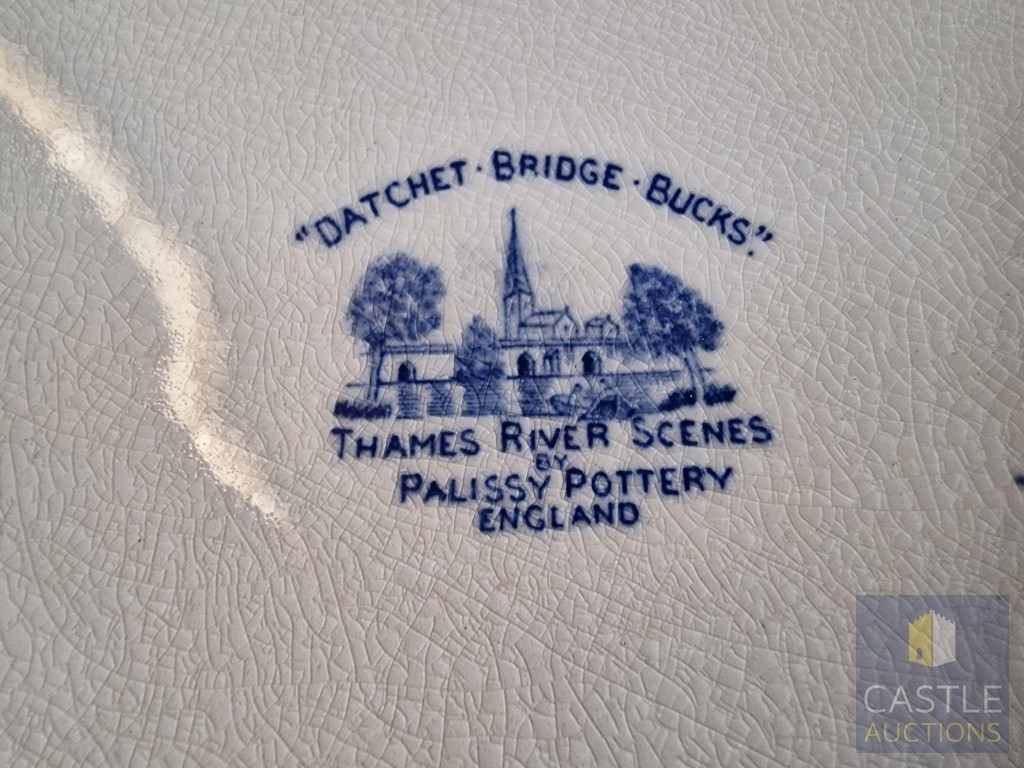 "DATCHET · BRIDGE · BUCKS."
THAMES RIVER SCENES
BY
PALISSY POTTERY
ENGLAND
CASTLE
AUCTIONS